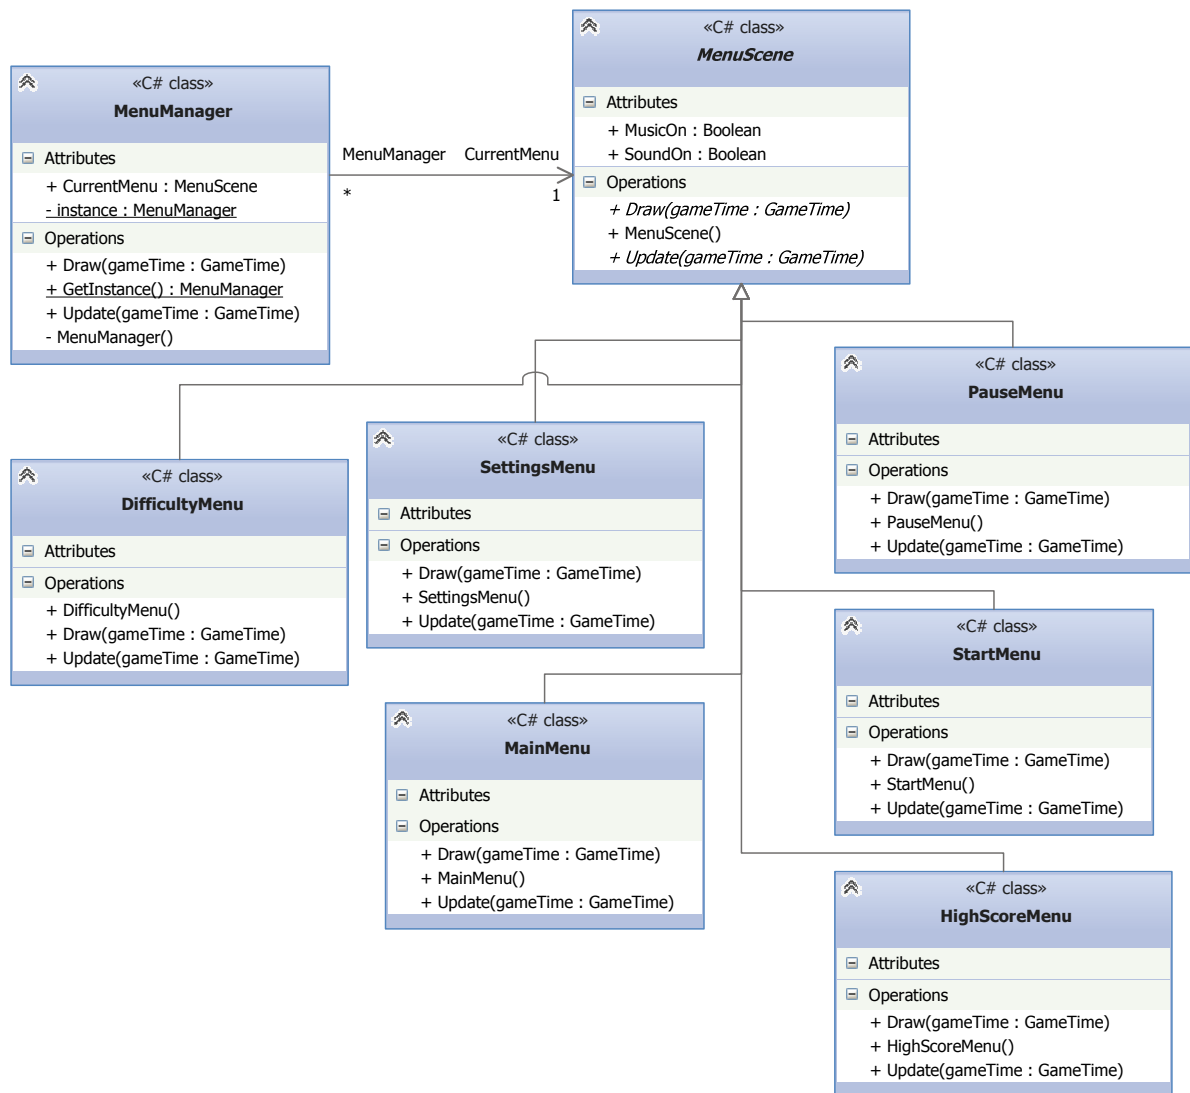 «C# class»
MenuManager
Attributes
+ CurrentMenu : MenuScene
- instance : MenuManager
Operations
+ Draw(gameTime : GameTime)
+ GetInstance() : MenuManager
+ Update(gameTime : GameTime)
- MenuManager()
MenuManager CurrentMenu
* 1
«C# class»
MenuScene
Attributes
+ MusicOn : Boolean
+ SoundOn : Boolean
Operations
+ Draw(gameTime : GameTime)
+ MenuScene()
+ Update(gameTime : GameTime)
«C# class»
DifficultyMenu
Attributes
Operations
+ DifficultyMenu()
+ Draw(gameTime : GameTime)
+ Update(gameTime : GameTime)
«C# class»
SettingsMenu
Attributes
Operations
+ Draw(gameTime : GameTime)
+ SettingsMenu()
+ Update(gameTime : GameTime)
«C# class»
PauseMenu
Attributes
Operations
+ Draw(gameTime : GameTime)
+ PauseMenu()
+ Update(gameTime : GameTime)
«C# class»
MainMenu
Attributes
Operations
+ Draw(gameTime : GameTime)
+ MainMenu()
+ Update(gameTime : GameTime)
«C# class»
StartMenu
Attributes
Operations
+ Draw(gameTime : GameTime)
+ StartMenu()
+ Update(gameTime : GameTime)
«C# class»
HighScoreMenu
Attributes
Operations
+ Draw(gameTime : GameTime)
+ HighScoreMenu()
+ Update(gameTime : GameTime)